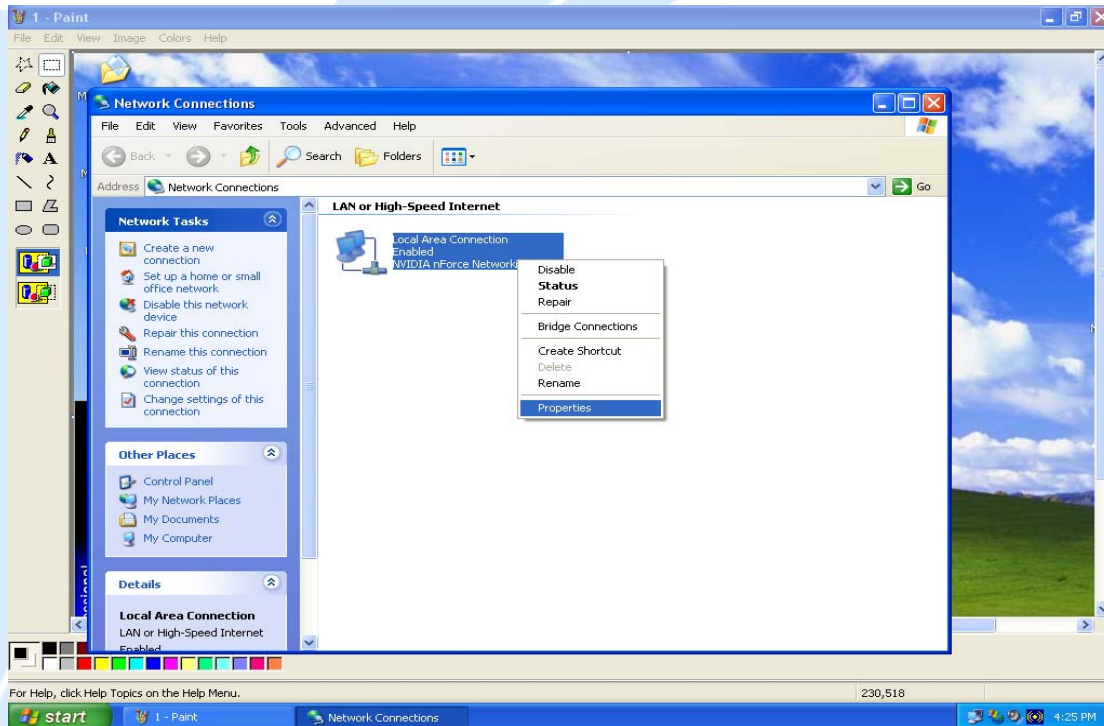 1 - Paint
File Edit View Image Colors Help
Network Connections
File Edit View Favorites Tools Advanced Help
Back Search Folders
Address Network Connections Go
Network Tasks
Create a new
connection
Set up a home or small
office network
Disable this network
device
Repair this connection
Rename this connection
View status of this
connection
Change settings of this
connection
Other Places
Control Panel
My Network Places
My Documents
My Computer
Details
Local Area Connection
LAN or High-Speed Internet
Enabled
LAN or High-Speed Internet
Local Area Connection
Enabled
NVIDIA nForce Networki
Disable
Status
Repair
Bridge Connections
Create Shortcut
Delete
Rename
Properties
For Help, click Help Topics on the Help Menu. 230,518
start 1 - Paint Network Connections 4:25 PM